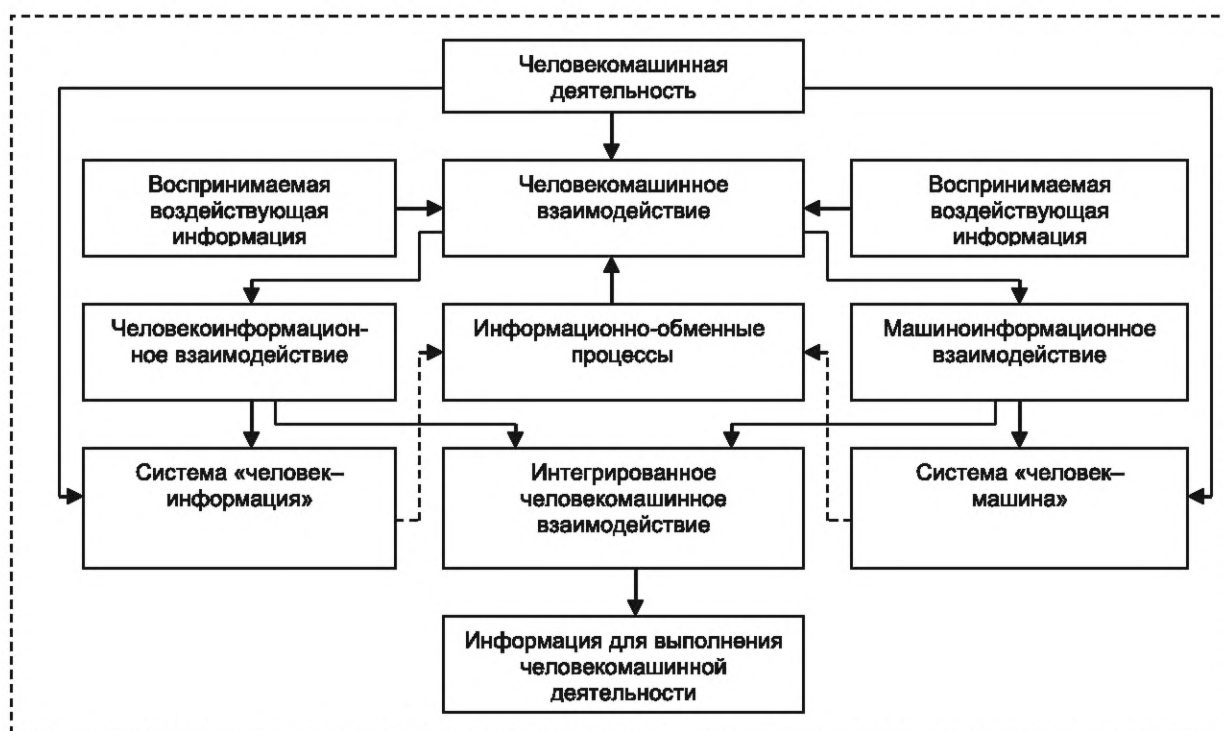 Человекомашинная
деятельность
Воспринимаемая
воздействующая
информация
Человекомашинное
взаимодействие
Воспринимаемая
воздействующая
информация
Человекоинформацион-
ное взаимодействие
Информационно-обменные
процессы
Машиноинформационное
взаимодействие
Система «человек–
информация»
Интегрированное
человекомашинное
взаимодействие
Система «человек–
машина»
Информация для выполнения
человекомашинной
деятельности